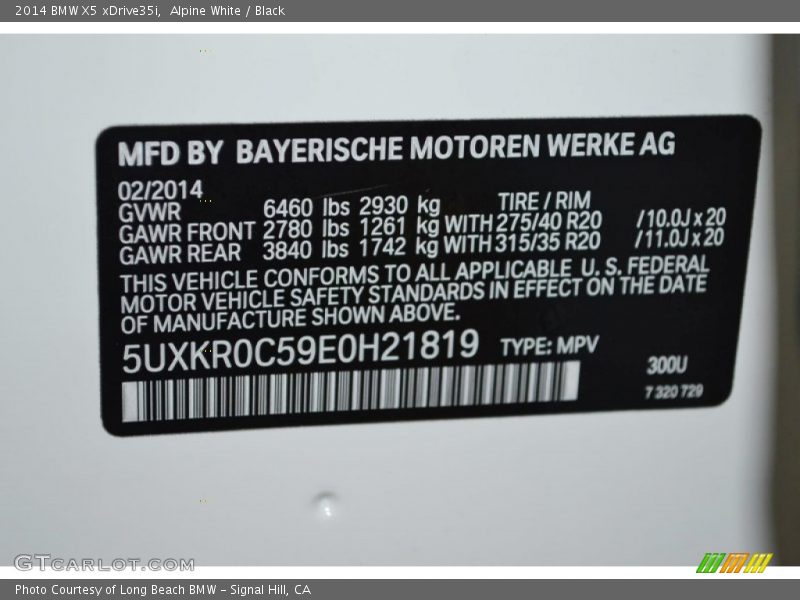 2014 BMW X5 xDrive35i, Alpine White / Black
MFD BY BAYERISCHE MOTOREN WERKE AG
02/2014
GVWR 6460 lbs 2930 kg TIRE / RIM
GAWR FRONT 2780 lbs 1261 kg WITH 275/40 R20 /10.0J x 20
GAWR REAR 3840 lbs 1742 kg WITH 315/35 R20 /11.0J x 20
THIS VEHICLE CONFORMS TO ALL APPLICABLE U. S. FEDERAL
MOTOR VEHICLE SAFETY STANDARDS IN EFFECT ON THE DATE
OF MANUFACTURE SHOWN ABOVE.
5UXKR0C59E0H21819 TYPE: MPV
300U
7 320 729
GTCARLOT.COM
Photo Courtesy of Long Beach BMW - Signal Hill, CA